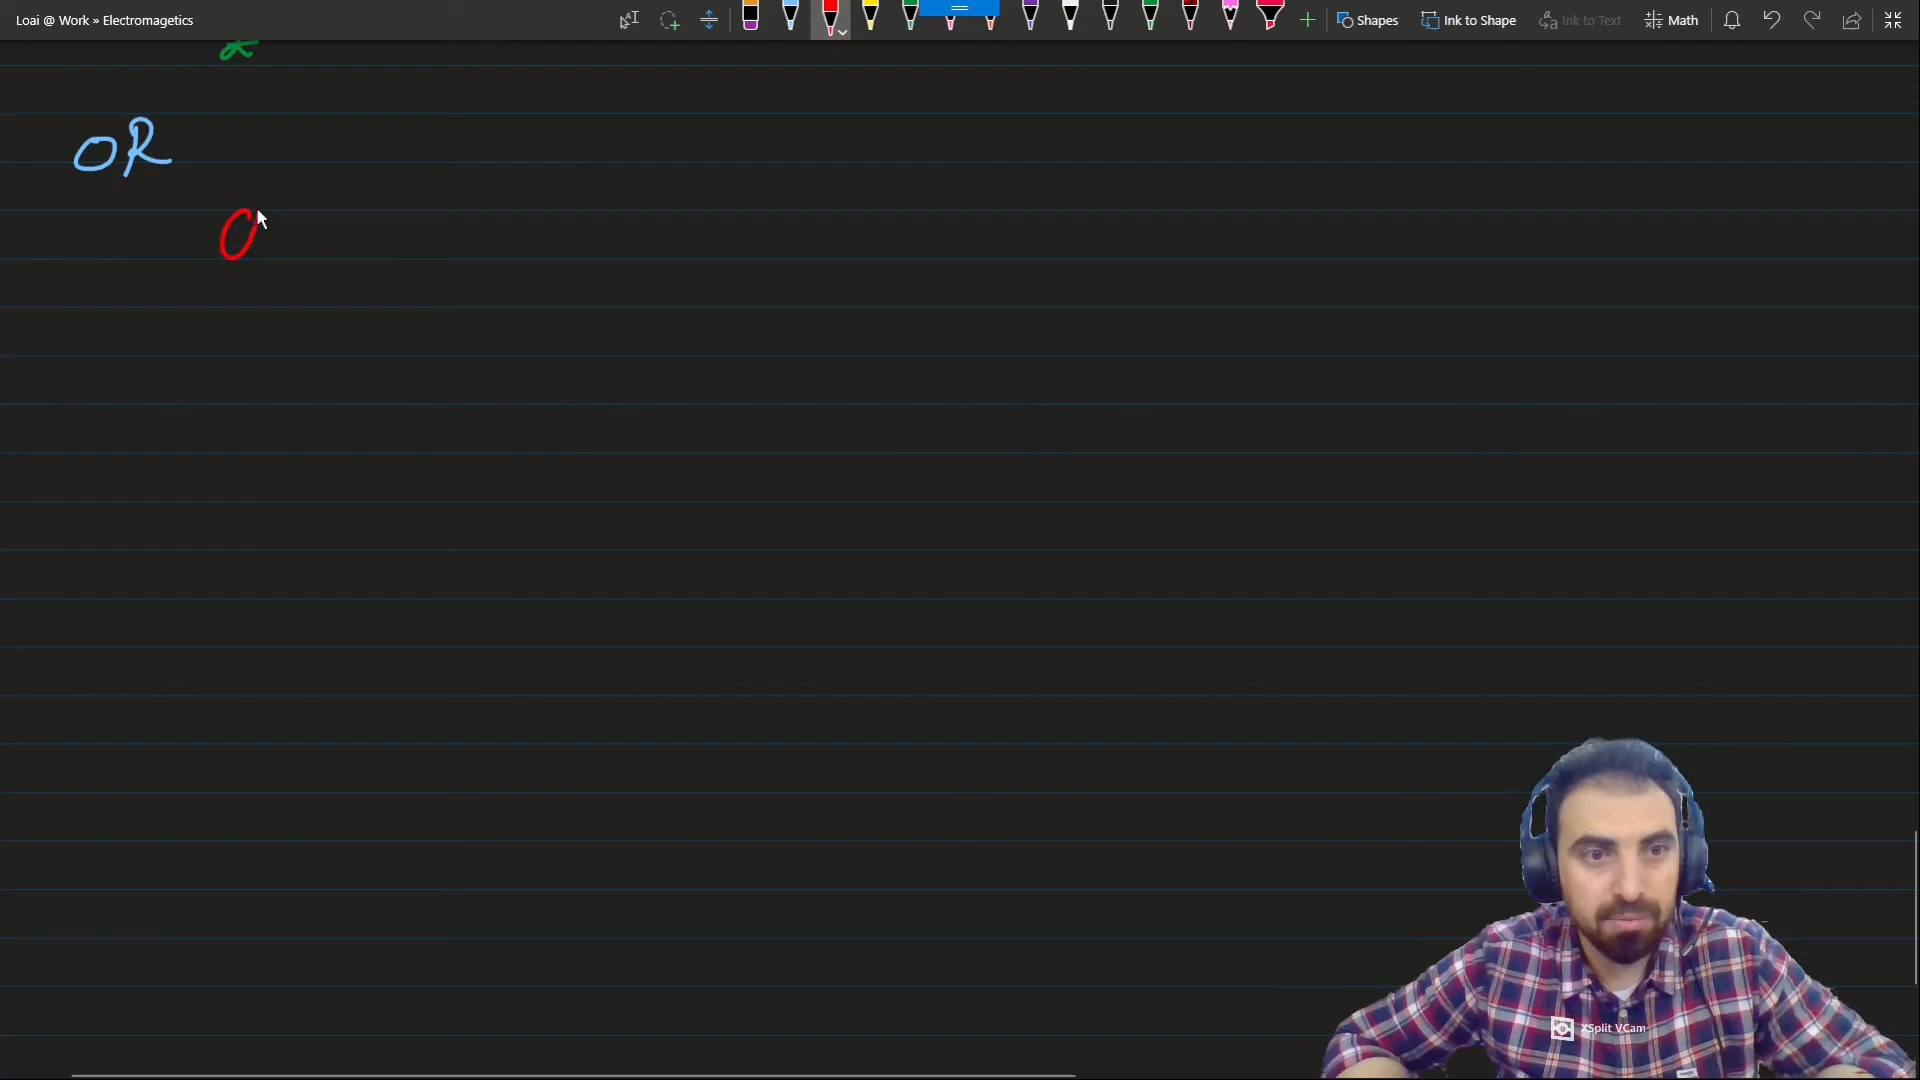 Loai @ Work » Electromagetics
Shapes
Ink to Shape
Ink to Text
Math
OR
O
XSplit VCam